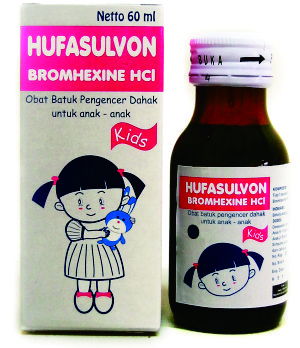 Netto 60 ml
HUFASULVON
BROMHEXINE HCl
Obat Batuk Pengencer Dahak
untuk anak - anak
Kids
BUKA
HUFASULVON
BROMHEXINE HCl
Obat batuk pengencer dahak
untuk anak - anak
Kids